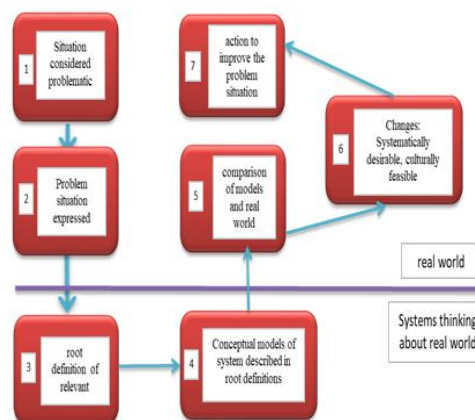 1
Situation
considered
problematic
2
Problem
situation
expressed
3
root
definition of
relevant
4
Conceptual models of
system described in
root definitions
5
comparison
of models
and real
world
6
Changes:
Systematically
desirable, culturally
feasible
7
action to
improve the
problem
situation
real world
Systems thinking
about real world